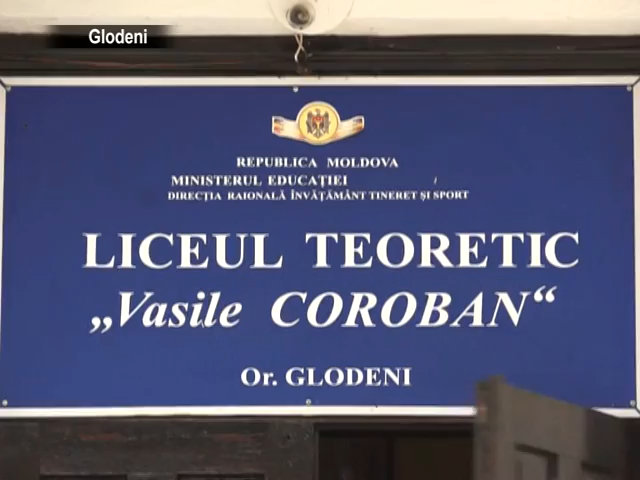 Glodeni
REPUBLICA MOLDOVA
MINISTERUL EDUCAȚIEI
DIRECȚIA RAIONALĂ ÎNVĂȚĂMÂNT TINERET ȘI SPORT
LICEUL TEORETIC
„Vasile COROBAN“
Or. GLODENI